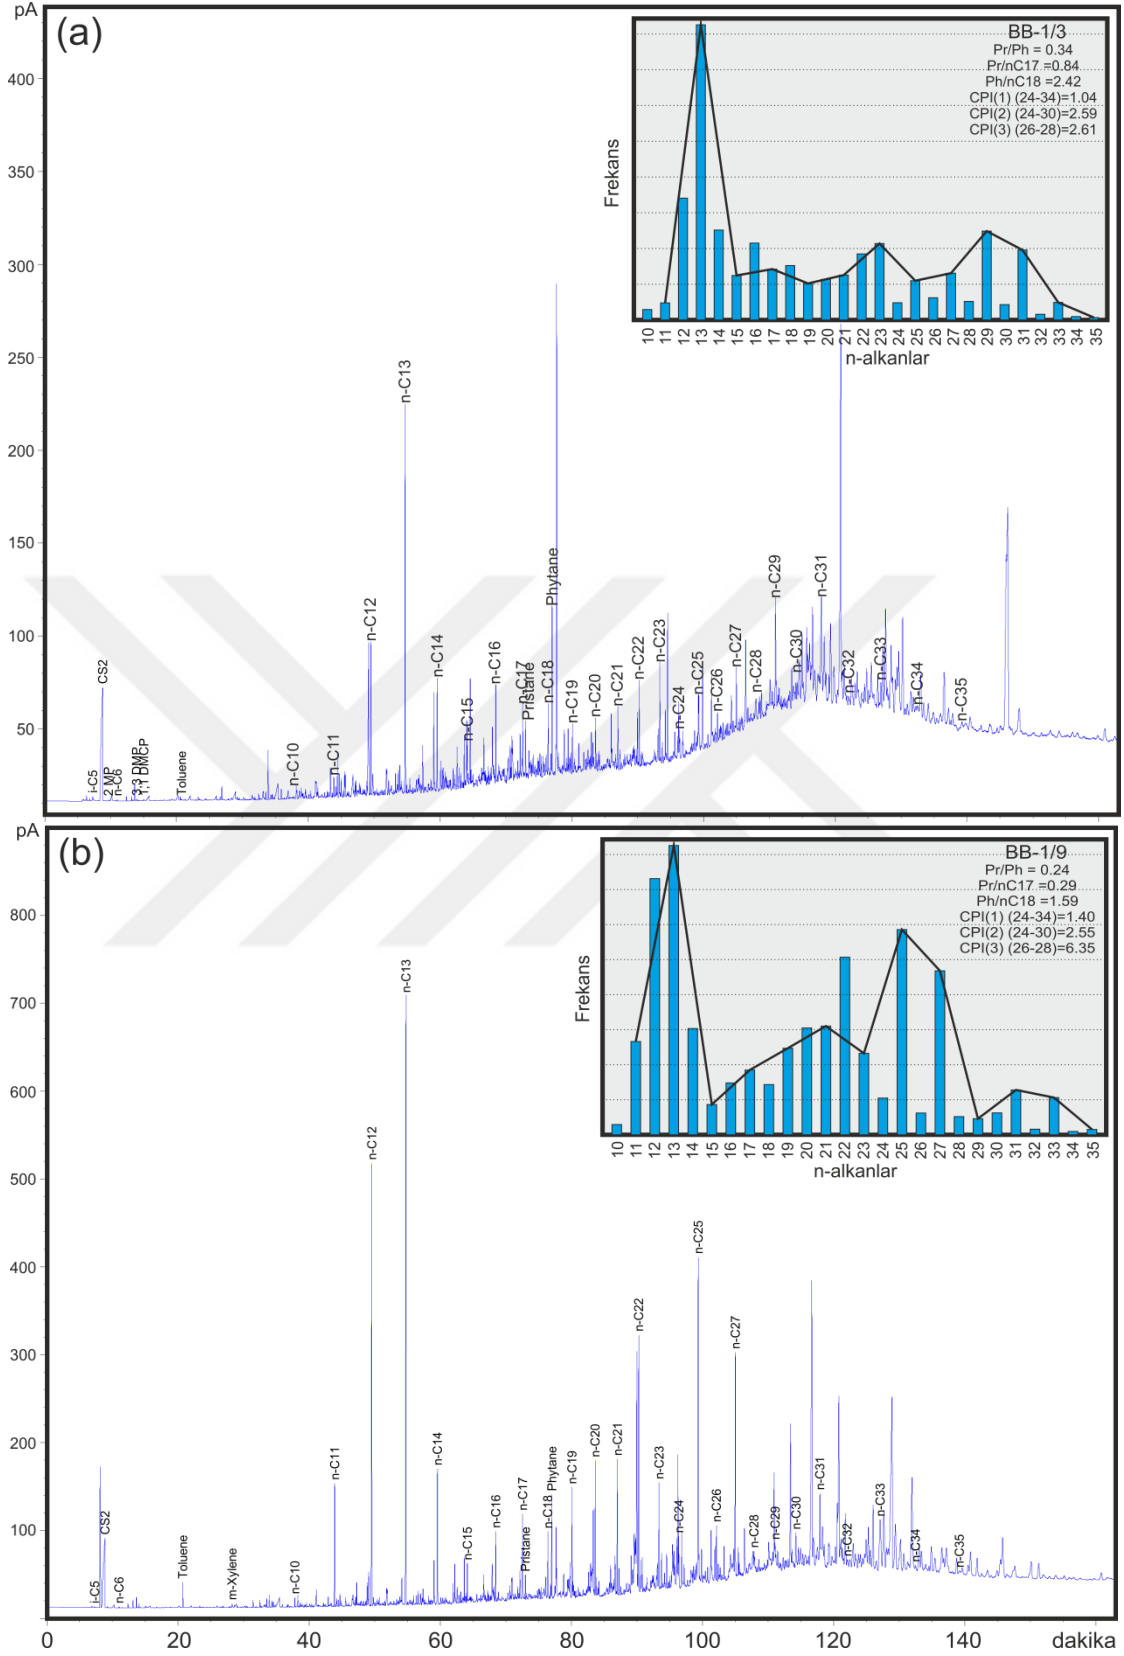 pA
(a)
400
350
300
250
200
150
100
50
BB-1/3
Pr/Ph = 0.34
Pr/nC17 =0.84
Ph/nC18 =2.42
CPI(1) (24-34)=1.04
CPI(2) (24-30)=2.59
CPI(3) (26-28)=2.61
Frekans
10 11 12 13 14 15 16 17 18 19 20 21 22 23 24 25 26 27 28 29 30 31 32 33 34 35
n-alkanlar
i-C5
CS2
2 MP
n-C6
3,3 DMP
1,1 DMCP
Toluene
n-C10
n-C11
n-C12
n-C13
n-C14
n-C15
n-C16
n-C17
Pristane
n-C18
Phytane
n-C19
n-C20
n-C21
n-C22
n-C23
n-C24
n-C25
n-C26
n-C27
n-C28
n-C29
n-C30
n-C31
n-C32
n-C33
n-C34
n-C35
pA
(b)
800
700
600
500
400
300
200
100
BB-1/9
Pr/Ph = 0.24
Pr/nC17 =0.29
Ph/nC18 =1.59
CPI(1) (24-34)=1.40
CPI(2) (24-30)=2.55
CPI(3) (26-28)=6.35
Frekans
10 11 12 13 14 15 16 17 18 19 20 21 22 23 24 25 26 27 28 29 30 31 32 33 34 35
n-alkanlar
i-C5
CS2
n-C6
Toluene
m-Xylene
n-C10
n-C11
n-C12
n-C13
n-C14
n-C15
n-C16
n-C17
Pristane
n-C18
Phytane
n-C19
n-C20
n-C21
n-C22
n-C23
n-C24
n-C25
n-C26
n-C27
n-C28
n-C29
n-C30
n-C31
n-C32
n-C33
n-C34
n-C35
0 20 40 60 80 100 120 140 dakika